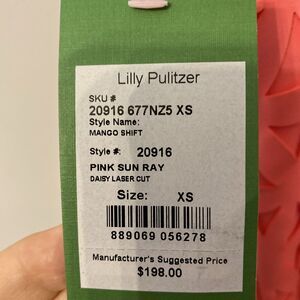 Lilly Pulitzer
SKU #
20916 677NZ5 XS
Style Name:
MANGO SHIFT
Style #: 20916
PINK SUN RAY
DAISY LASER CUT
Size: XS
889069 056278
Manufacturer's Suggested Price
$198.00